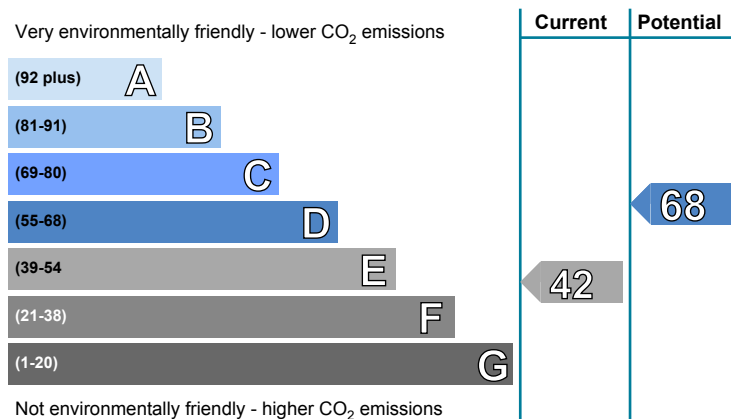 Current Potential
Very environmentally friendly - lower CO₂ emissions
(92 plus) A
(81-91) B
(69-80) C
(55-68) D
68
(39-54 E
42
(21-38) F
(1-20) G
Not environmentally friendly - higher CO₂ emissions